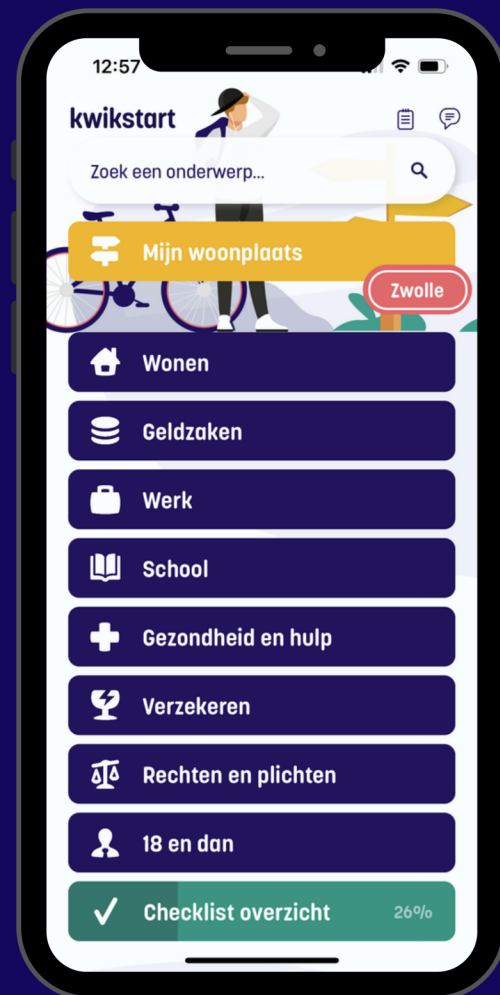 12:57
kwikstart
Zoek een onderwerp...
Mijn woonplaats
Zwolle
Wonen
Geldzaken
Werk
School
Gezondheid en hulp
Verzekeren
Rechten en plichten
18 en dan
Checklist overzicht 26%